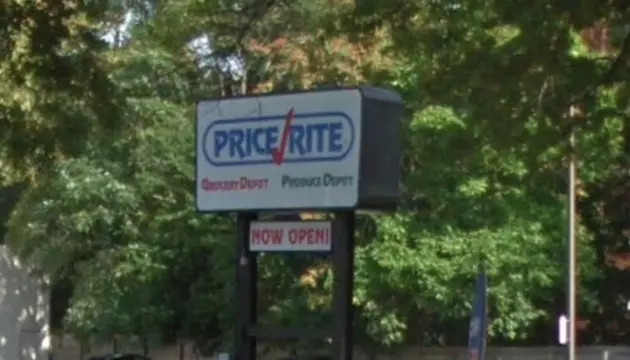 PRICE RITE
GROCERY DEPOT PRODUCE DEPOT
NOW OPEN!